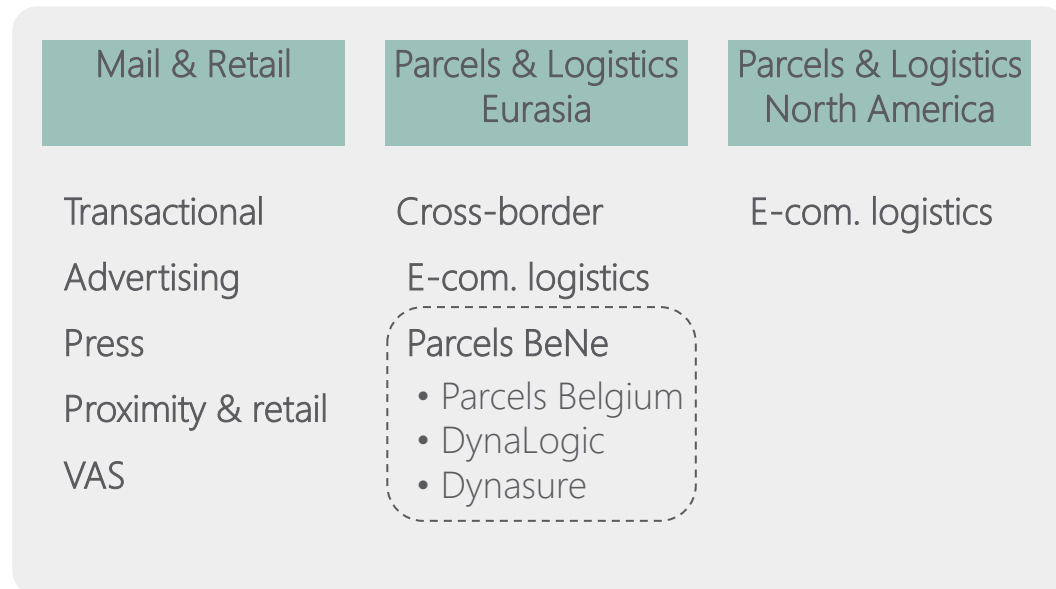 Mail & Retail
Parcels & Logistics
Eurasia
Parcels & Logistics
North America
Transactional
Advertising
Press
Proximity & retail
VAS
Cross-border
E-com. logistics
Parcels BeNe
• Parcels Belgium
• DynaLogic
• Dynasure
E-com. logistics